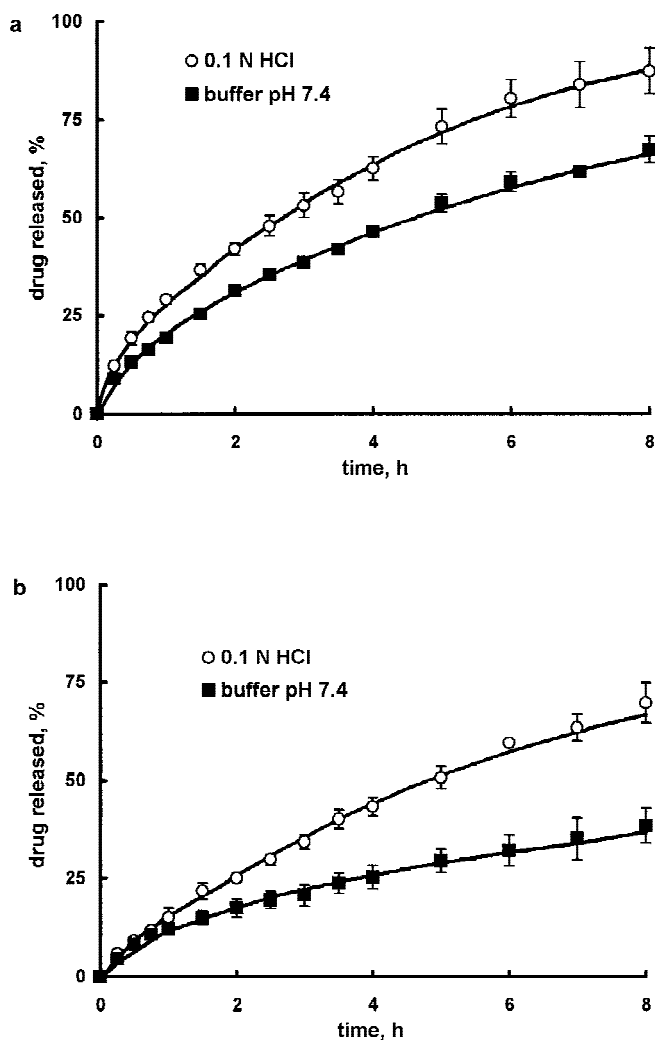 a
100
75
50
25
0
drug released, %
0.1 N HCl
buffer pH 7.4
0 2 4 6 8
time, h
b
100
75
50
25
0
drug released, %
0.1 N HCl
buffer pH 7.4
0 2 4 6 8
time, h